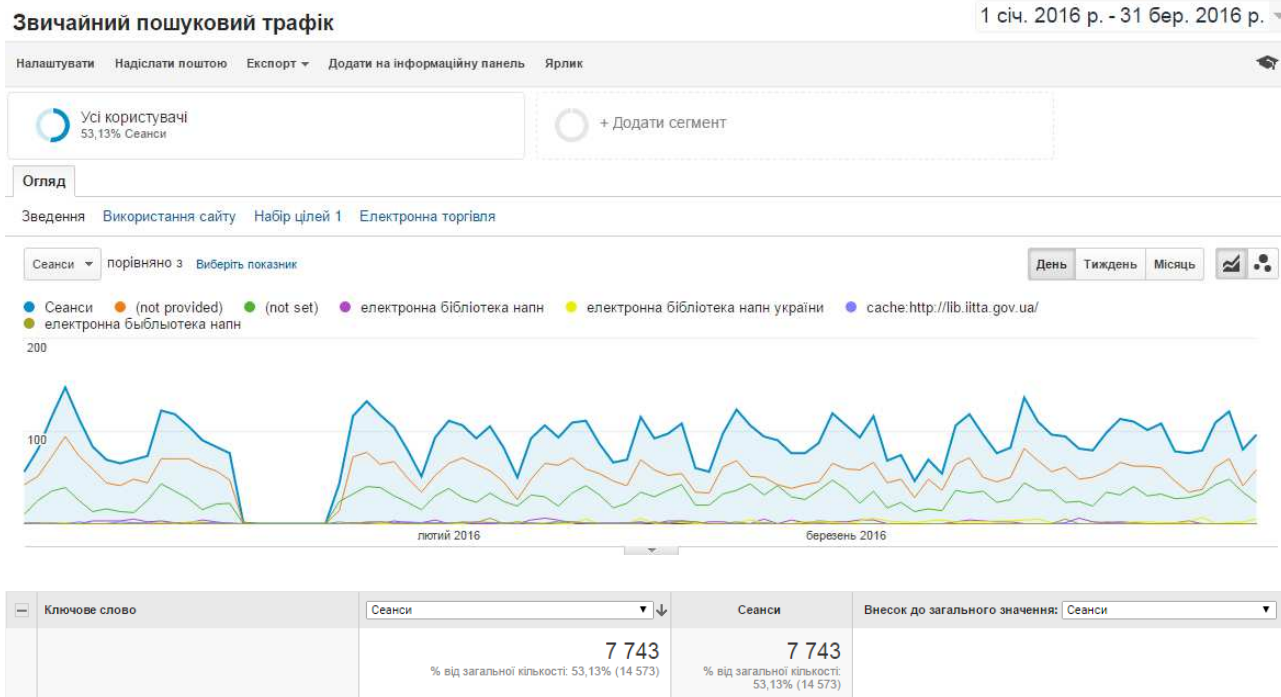 Звичайний пошуковий трафік
1 січ. 2016 р. - 31 бер. 2016 р.
Налаштувати Надіслати поштою Експорт Додати на інформаційну панель Ярлик
Усі користувачі
53,13% Сеанси
+ Додати сегмент
Огляд
Зведення Використання сайту Набір цілей 1 Електронна торгівля
Сеанси порівняно з Виберіть показник День Тиждень Місяць
Сеанси (not provided) (not set) електронна бібліотека напн електронна бібліотека напн україни cache:http://lib.iitta.gov.ua/
електронна быблыотека напн
200
100
лютий 2016 березень 2016
Ключове слово Сеанси Сеанси Внесок до загального значення: Сеанси
7 743 7 743
% від загальної кількості: 53,13% (14 573) % від загальної кількості:
53,13% (14 573)